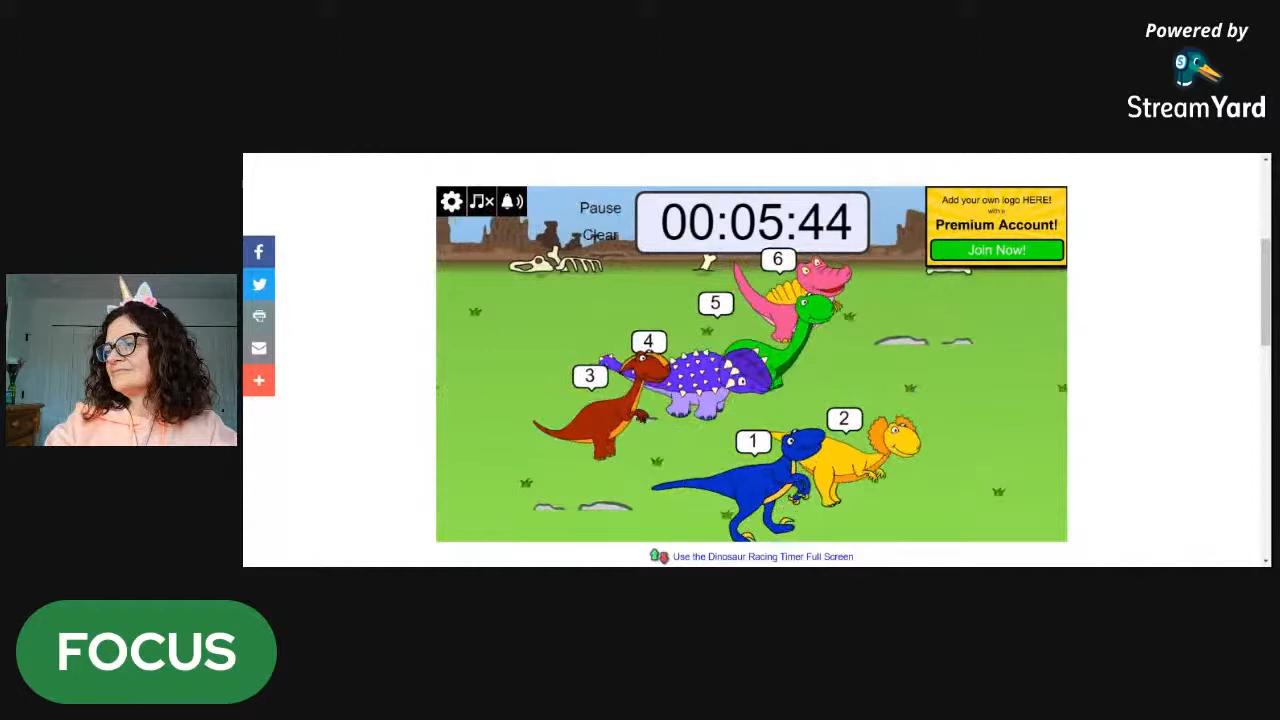 Powered by
StreamYard
Pause
Clear
00:05:44
Add your own logo HERE!
with a
Premium Account!
Join Now!
6
5
4
3
2
1
Use the Dinosaur Racing Timer Full Screen
FOCUS